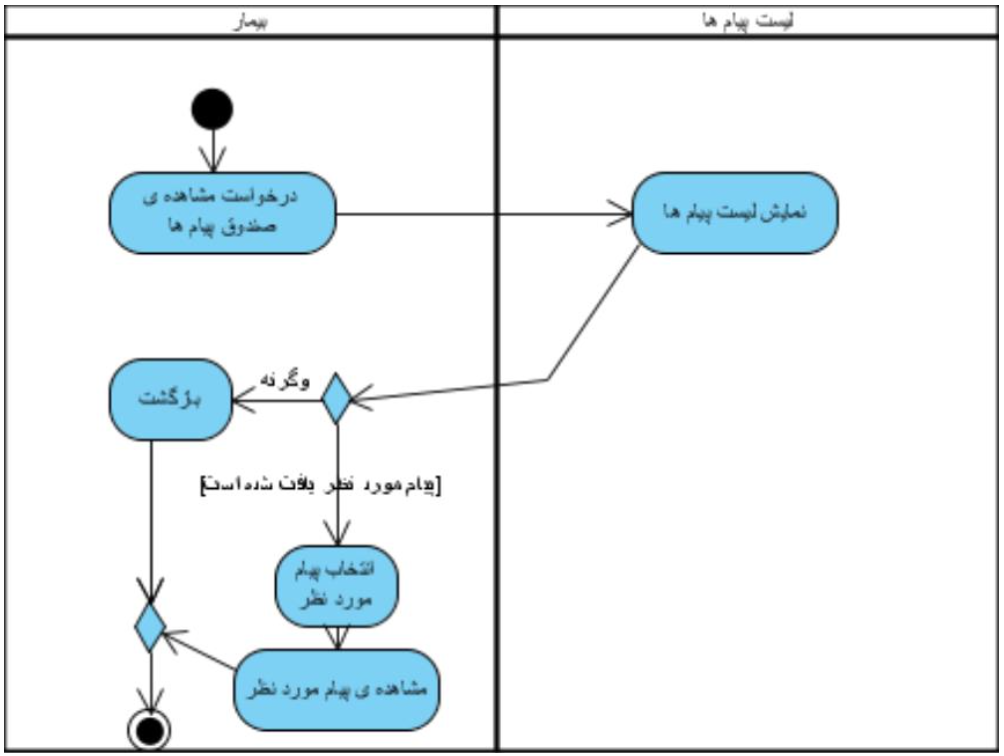 بیمار
لیست پیام ها
درخواست مشاهده ی
صندوق پیام ها
نمایش لیست پیام ها
وگرنه
بازگشت
[پیام مورد نظر یافت شده است]
انتخاب پیام
مورد نظر
مشاهده ی پیام مورد نظر